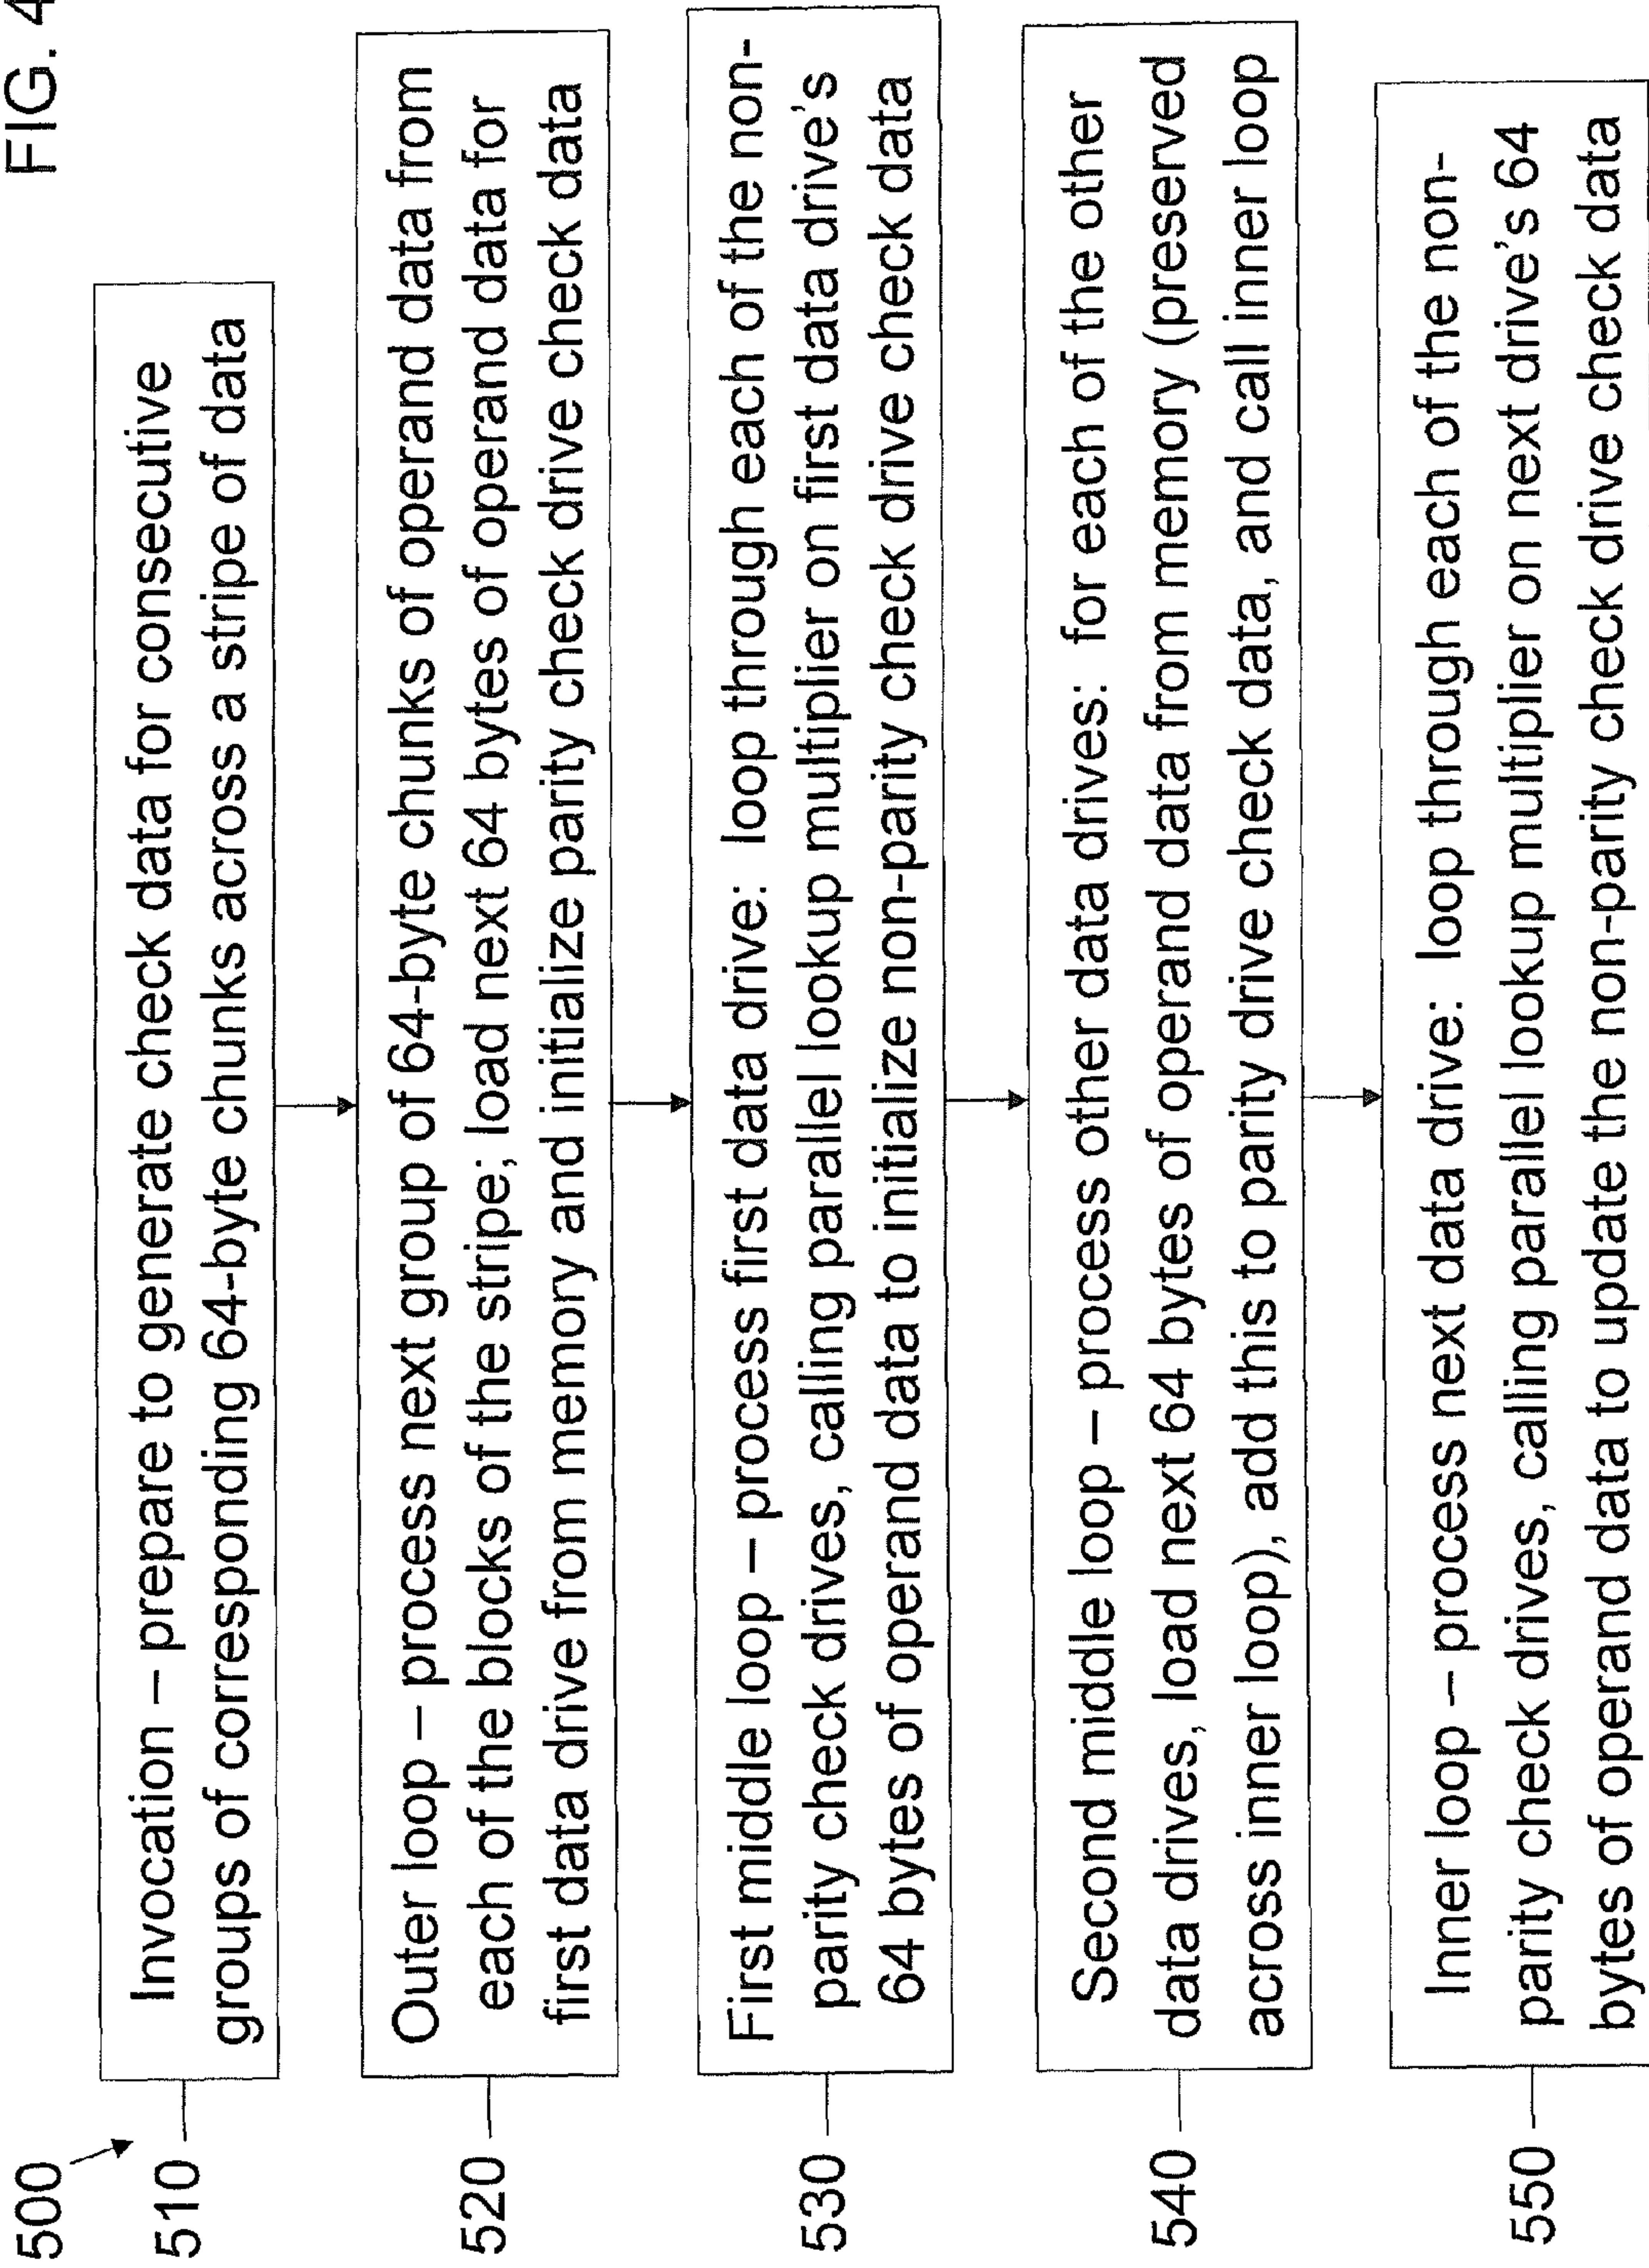 FIG. 4
500
510
Invocation – prepare to generate check data for consecutive
groups of corresponding 64-byte chunks across a stripe of data
520
Outer loop – process next group of 64-byte chunks of operand data from
each of the blocks of the stripe; load next 64 bytes of operand data for
first data drive from memory and initialize parity check drive check data
530
First middle loop – process first data drive: loop through each of the non-
parity check drives, calling parallel lookup multiplier on first data drive's
64 bytes of operand data to initialize non-parity check drive check data
540
Second middle loop – process other data drives: for each of the other
data drives, load next 64 bytes of operand data from memory (preserved
across inner loop), add this to parity drive check data, and call inner loop
550
Inner loop – process next data drive: loop through each of the non-
parity check drives, calling parallel lookup multiplier on next drive's 64
bytes of operand data to update the non-parity check drive check data